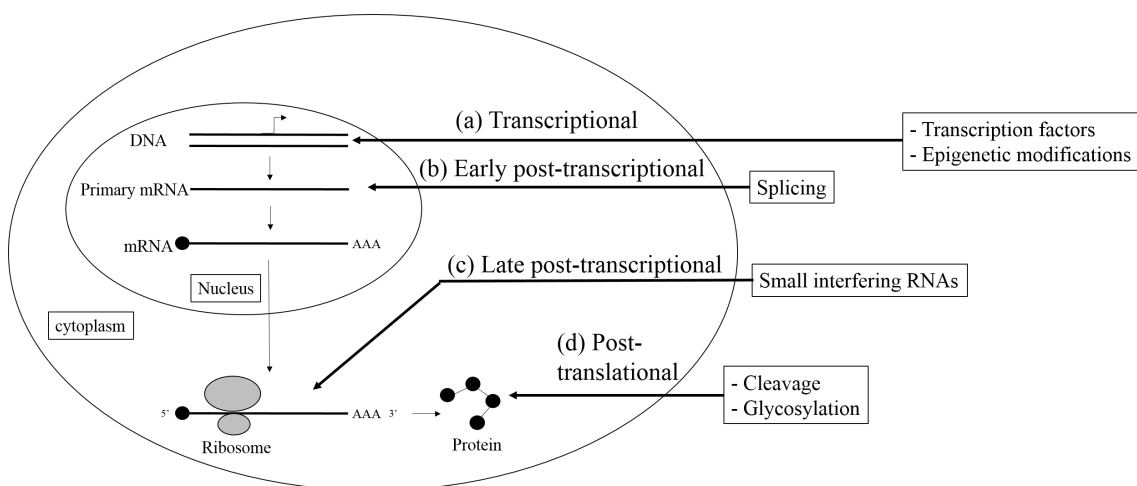 (a) Transcriptional
DNA
- Transcription factors
- Epigenetic modifications
(b) Early post-transcriptional
Primary mRNA
Splicing
mRNA
AAA
(c) Late post-transcriptional
Nucleus
Small interfering RNAs
cytoplasm
(d) Post-
translational
- Cleavage
- Glycosylation
5’
AAA
3’
Ribosome
Protein